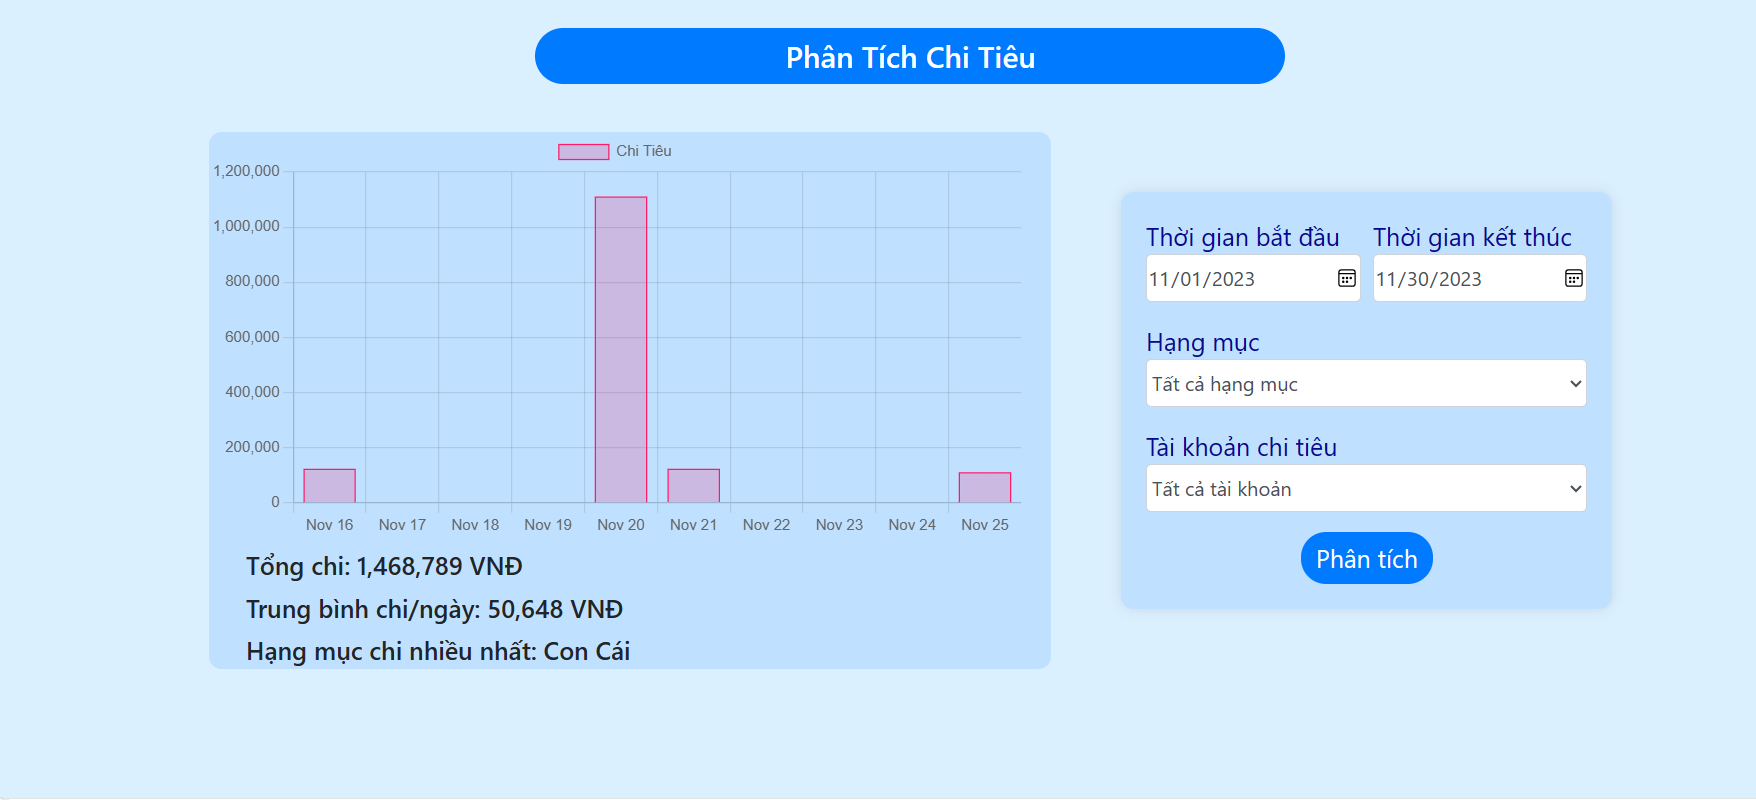 Phân Tích Chi Tiêu
Chi Tiêu
1,200,000
1,000,000
800,000
600,000
400,000
200,000
0
Nov 16 Nov 17 Nov 18 Nov 19 Nov 20 Nov 21 Nov 22 Nov 23 Nov 24 Nov 25
Tổng chi: 1,468,789 VNĐ
Trung bình chi/ngày: 50,648 VNĐ
Hạng mục chi nhiều nhất: Con Cái
Thời gian bắt đầu Thời gian kết thúc
11/01/2023 11/30/2023
Hạng mục
Tất cả hạng mục
Tài khoản chi tiêu
Tất cả tài khoản
Phân tích